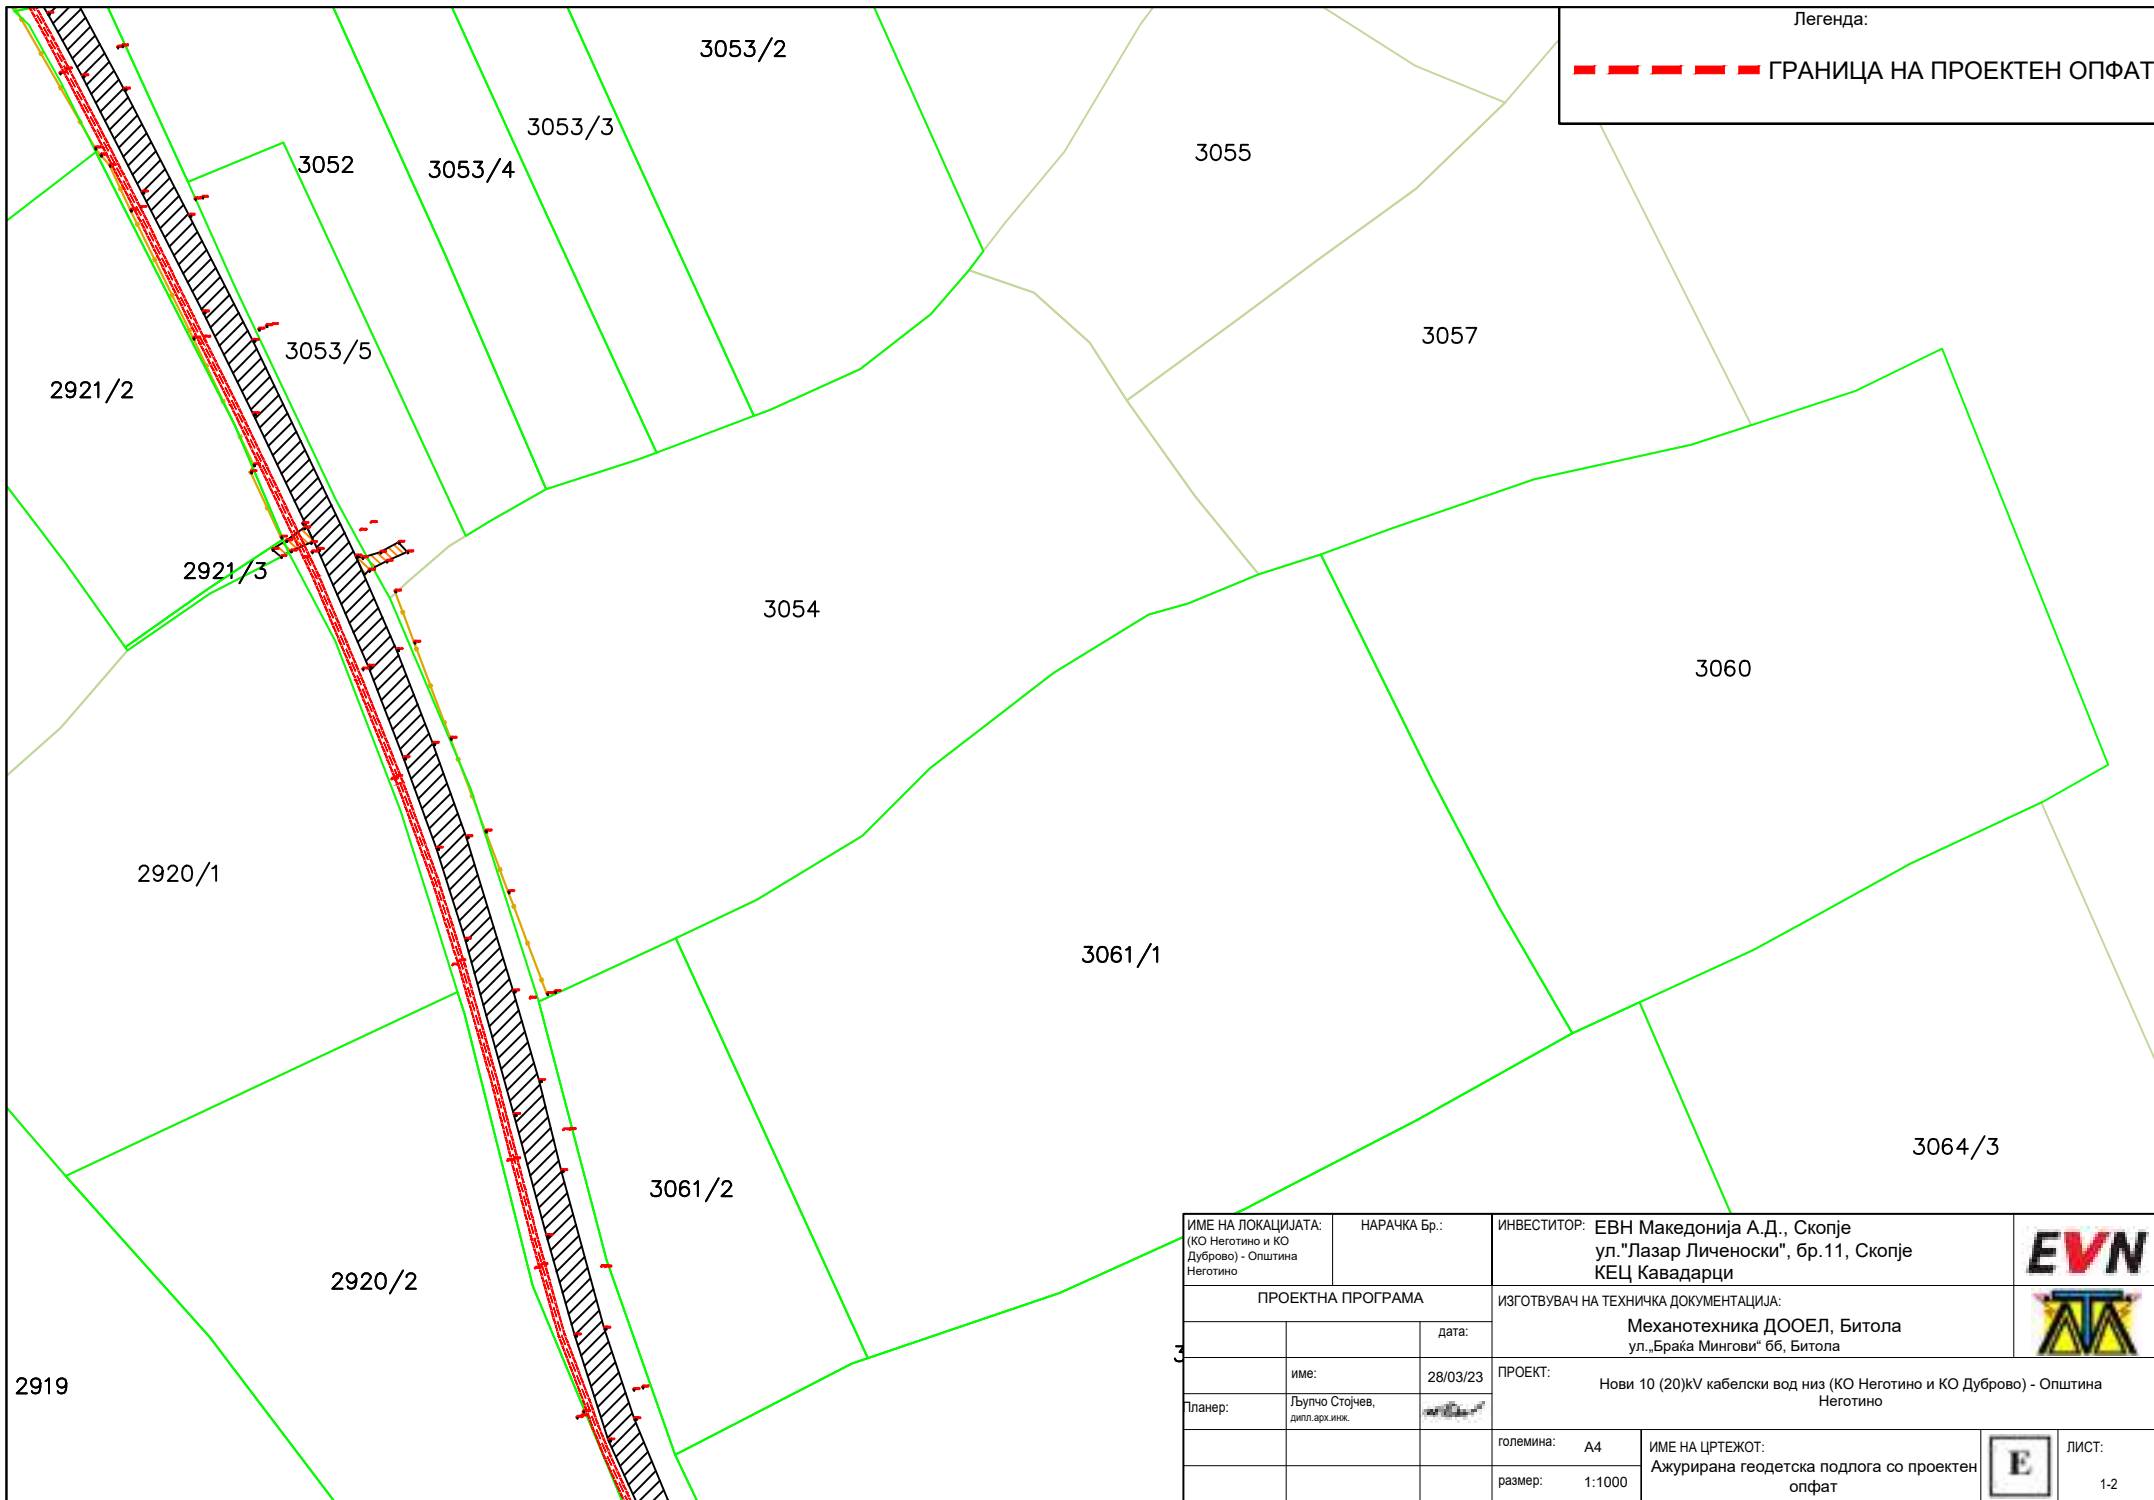 Легенда:
ГРАНИЦА НА ПРОЕКТЕН ОПФАТ
3053/2
3053/3
3055
3052
3053/4
3057
3053/5
2921/2
2921/3
3054
3060
2920/1
3061/1
3064/3
3061/2
2920/2
2919
3
ИМЕ НА ЛОКАЦИЈАТА:
(КО Неготино и КО
Дуброво) - Општина
Неготино
НАРАЧКА Бр.:
ИНВЕСТИТОР: ЕВН Македонија А.Д., Скопје
ул."Лазар Личеноски", бр.11, Скопје
КЕЦ Кавадарци
EVN
ПРОЕКТНА ПРОГРАМА
ИЗГОТВУВАЧ НА ТЕХНИЧКА ДОКУМЕНТАЦИЈА:
Механотехника ДООЕЛ, Битола
ул.„Браќа Мингови“ бб, Битола
дата:
име:
28/03/23
ПРОЕКТ:
Нови 10 (20)kV кабелски вод низ (КО Неготино и КО Дуброво) - Општина
Неготино
Планер:
Љупчо Стојчев,
дипл.арх.инж.
големина: А4
размер: 1:1000
ИМЕ НА ЦРТЕЖОТ:
Ажурирана геодетска подлога со проектен
опфат
Е
ЛИСТ:
1-2